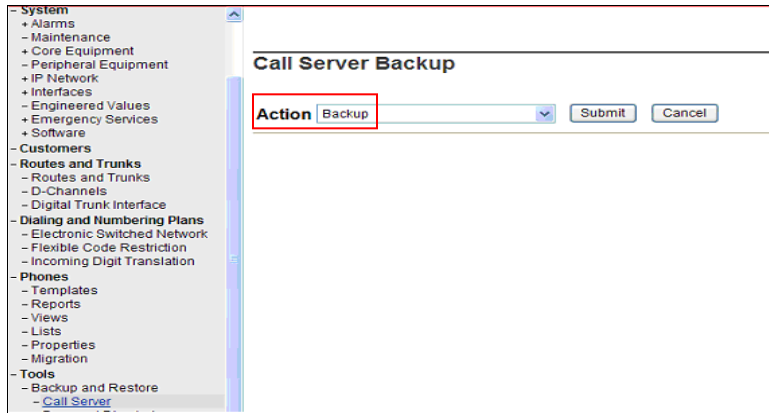 – System
+ Alarms
– Maintenance
+ Core Equipment
– Peripheral Equipment
+ IP Network
+ Interfaces
– Engineered Values
+ Emergency Services
+ Software
– Customers
– Routes and Trunks
– Routes and Trunks
– D-Channels
– Digital Trunk Interface
– Dialing and Numbering Plans
– Electronic Switched Network
– Flexible Code Restriction
– Incoming Digit Translation
– Phones
– Templates
– Reports
– Views
– Lists
– Properties
– Migration
– Tools
– Backup and Restore
– Call Server
Call Server Backup
Action Backup Submit Cancel